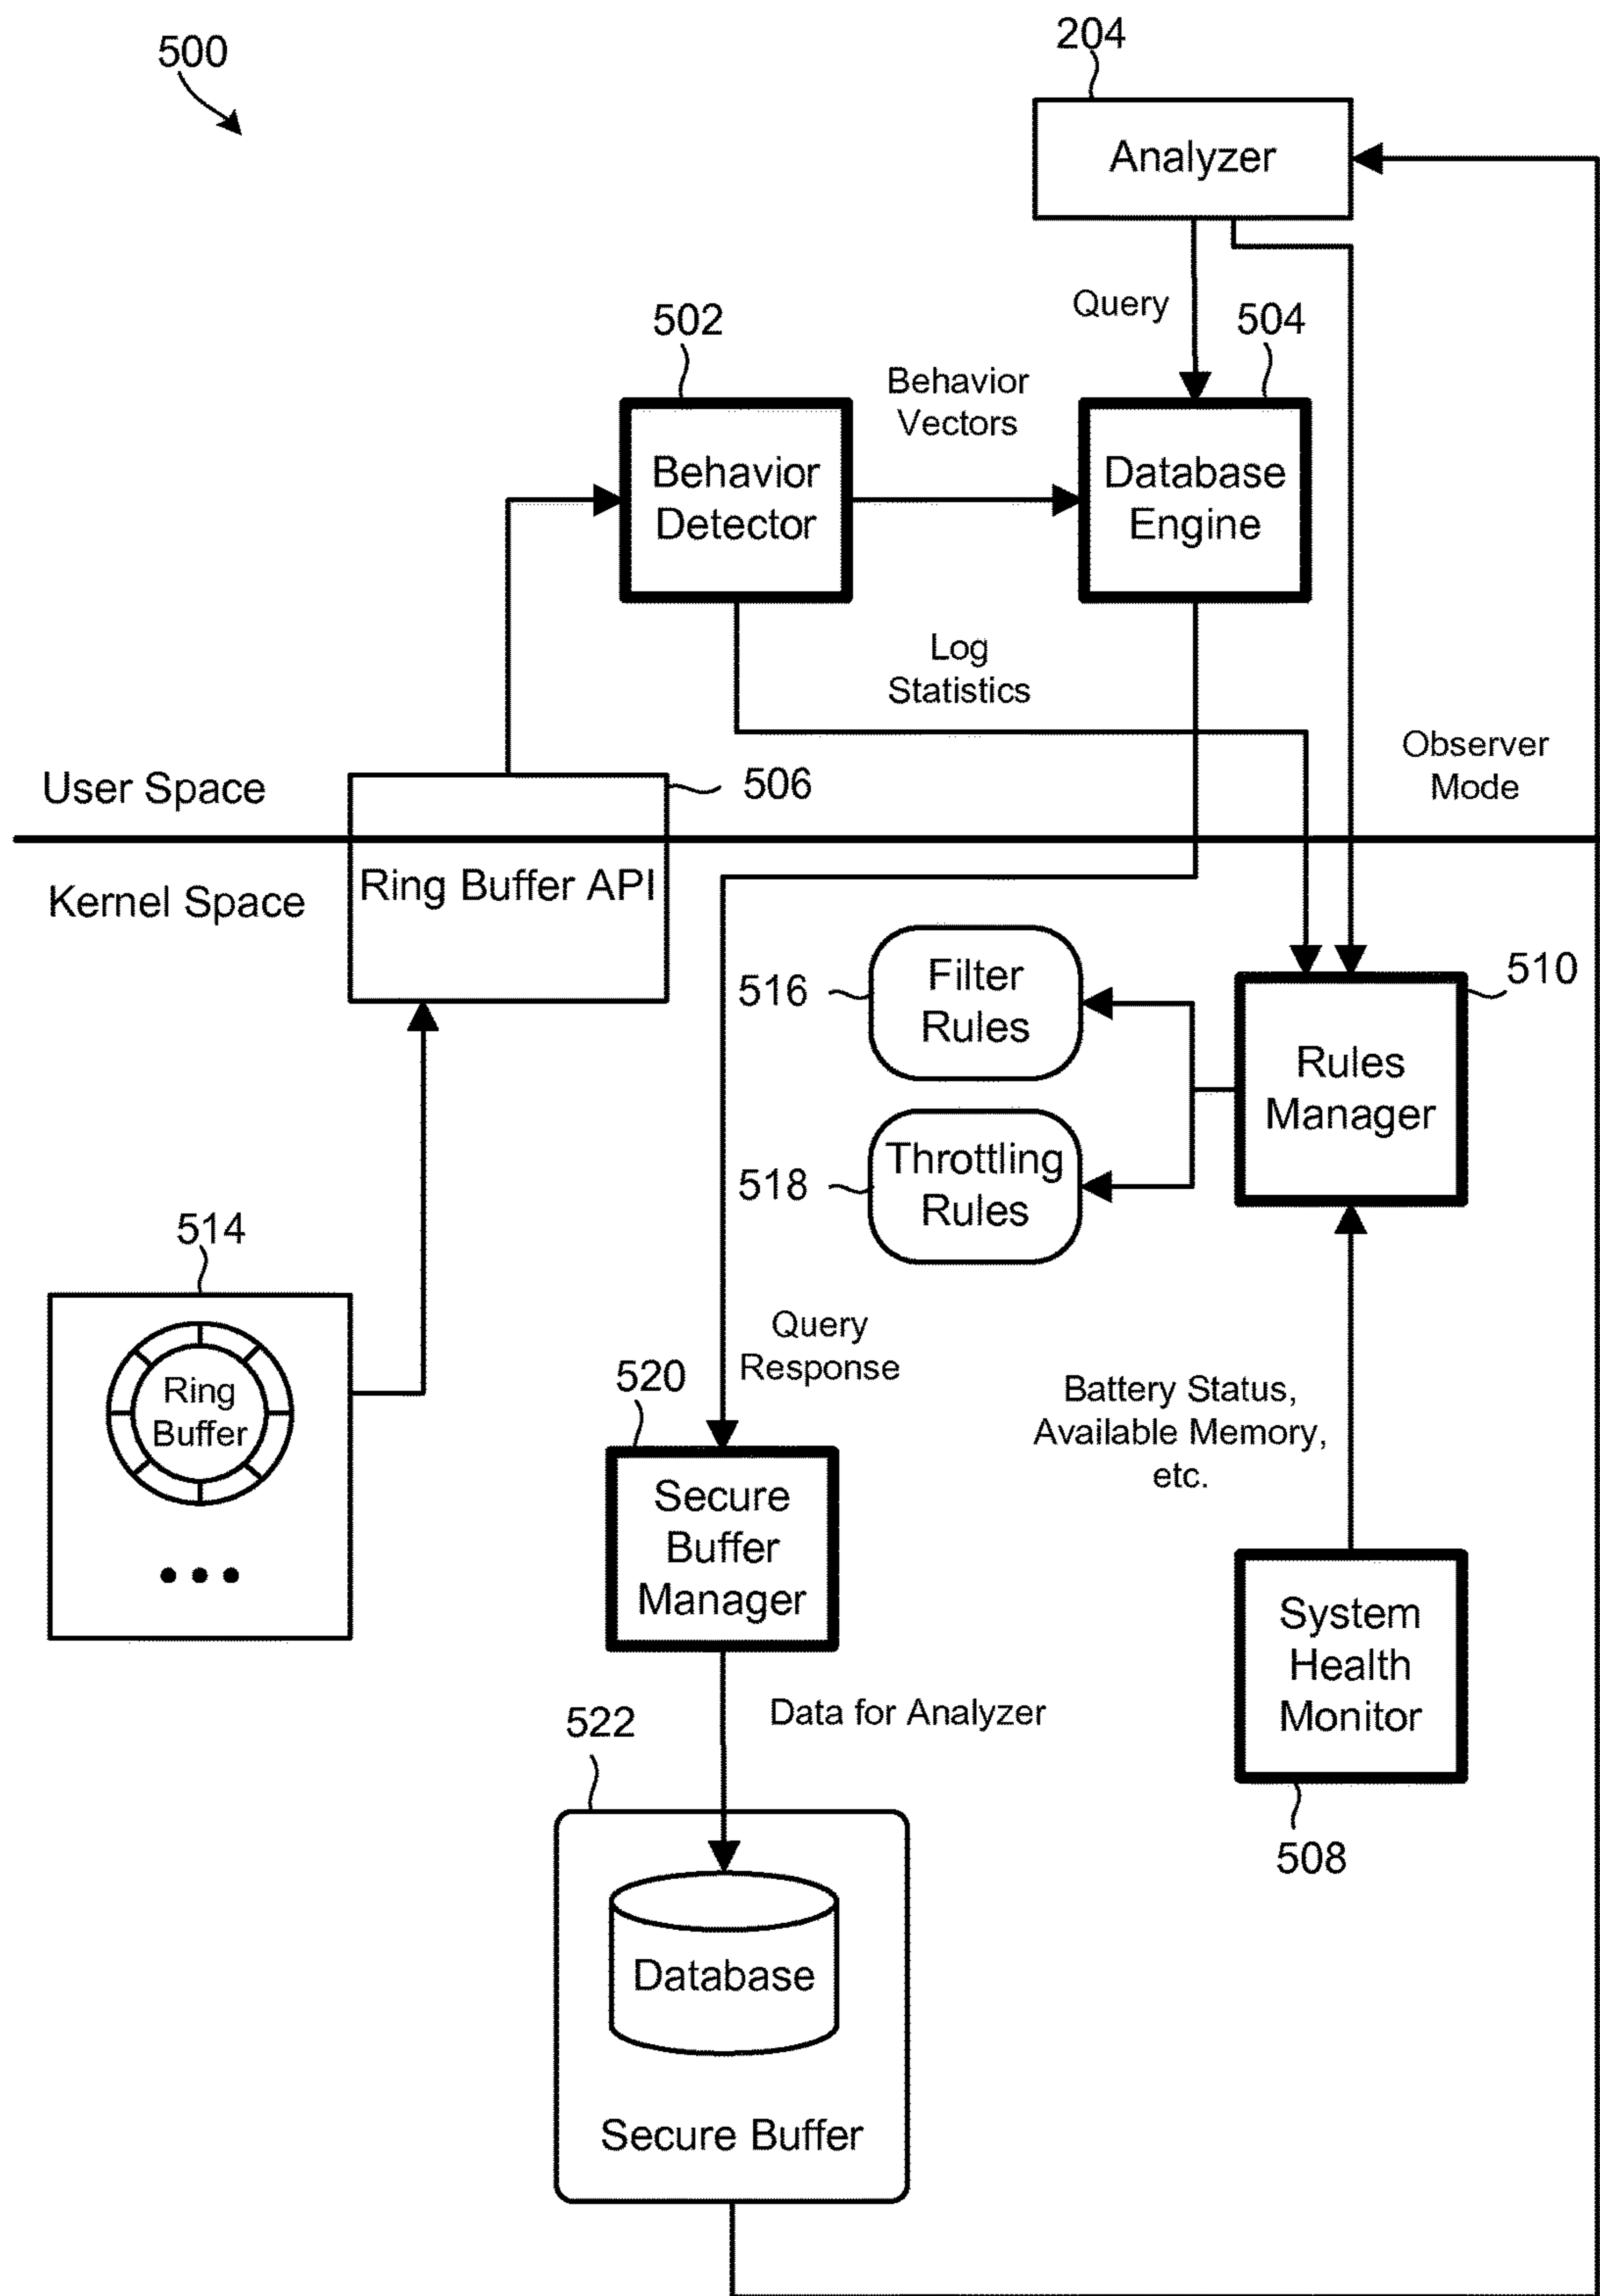 500
204
Analyzer
Query
502
504
Behavior
Vectors
Behavior
Detector
Database
Engine
Log
Statistics
Observer
Mode
User Space
506
Kernel Space
Ring Buffer API
516
Filter
Rules
510
Rules
Manager
518
Throttling
Rules
514
Ring
Buffer
Query
Response
520
Battery Status,
Available Memory,
etc.
Secure
Buffer
Manager
System
Health
Monitor
522
Data for Analyzer
508
Database
Secure Buffer